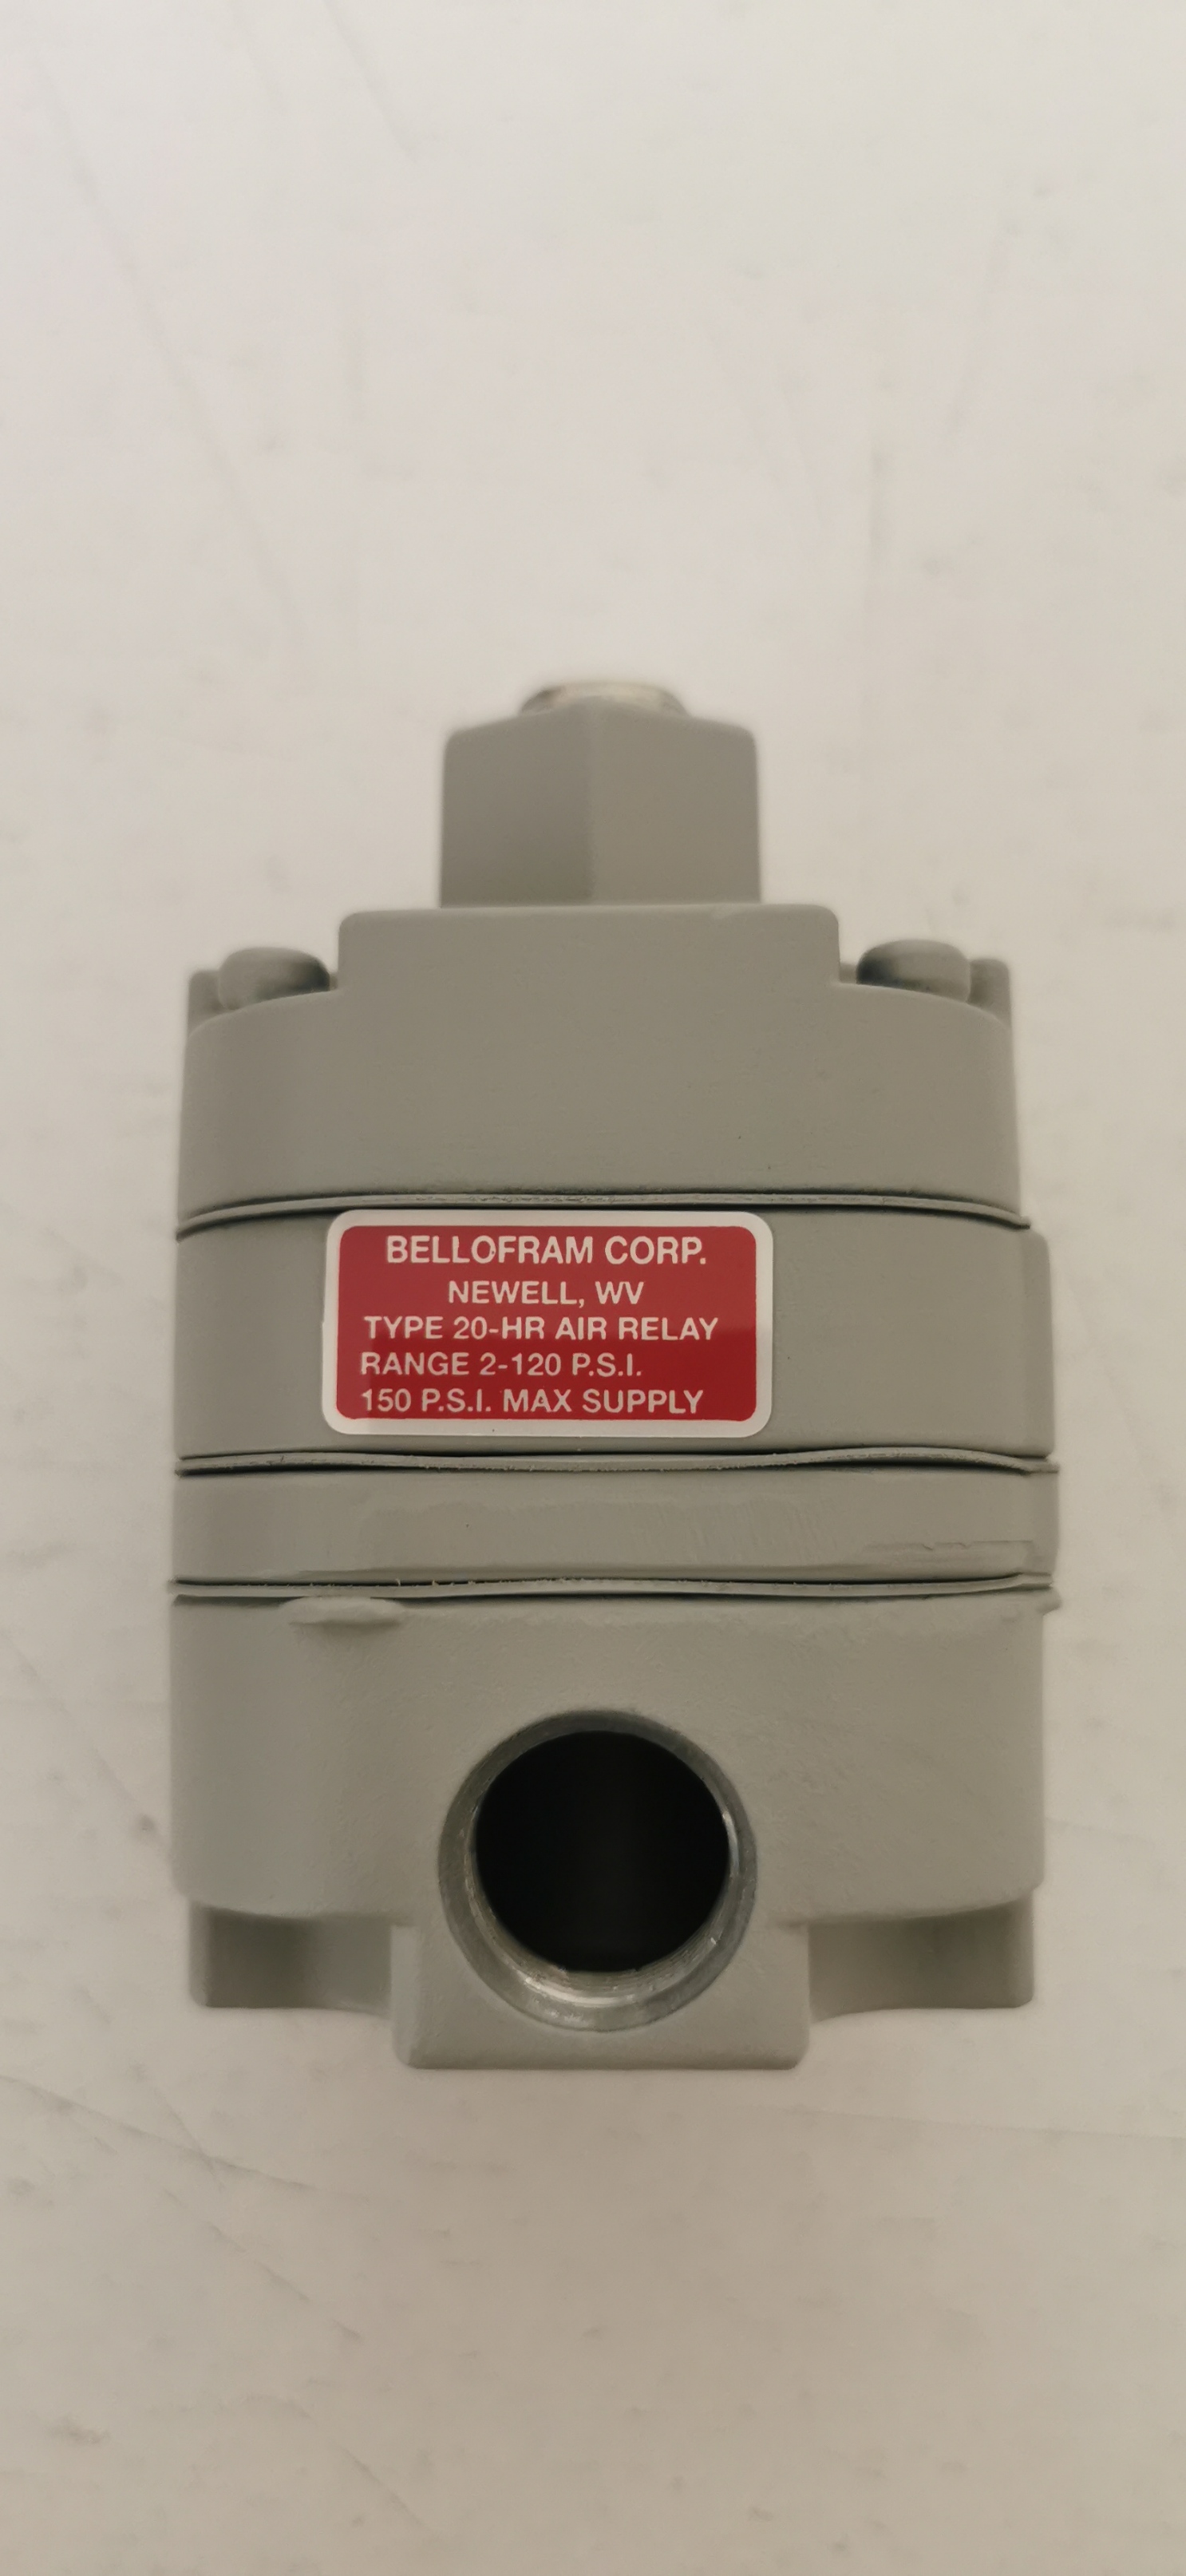 BELLOFRAM CORP.
NEWELL, WV
TYPE 20-HR AIR RELAY
RANGE 2-120 P.S.I.
150 P.S.I. MAX SUPPLY